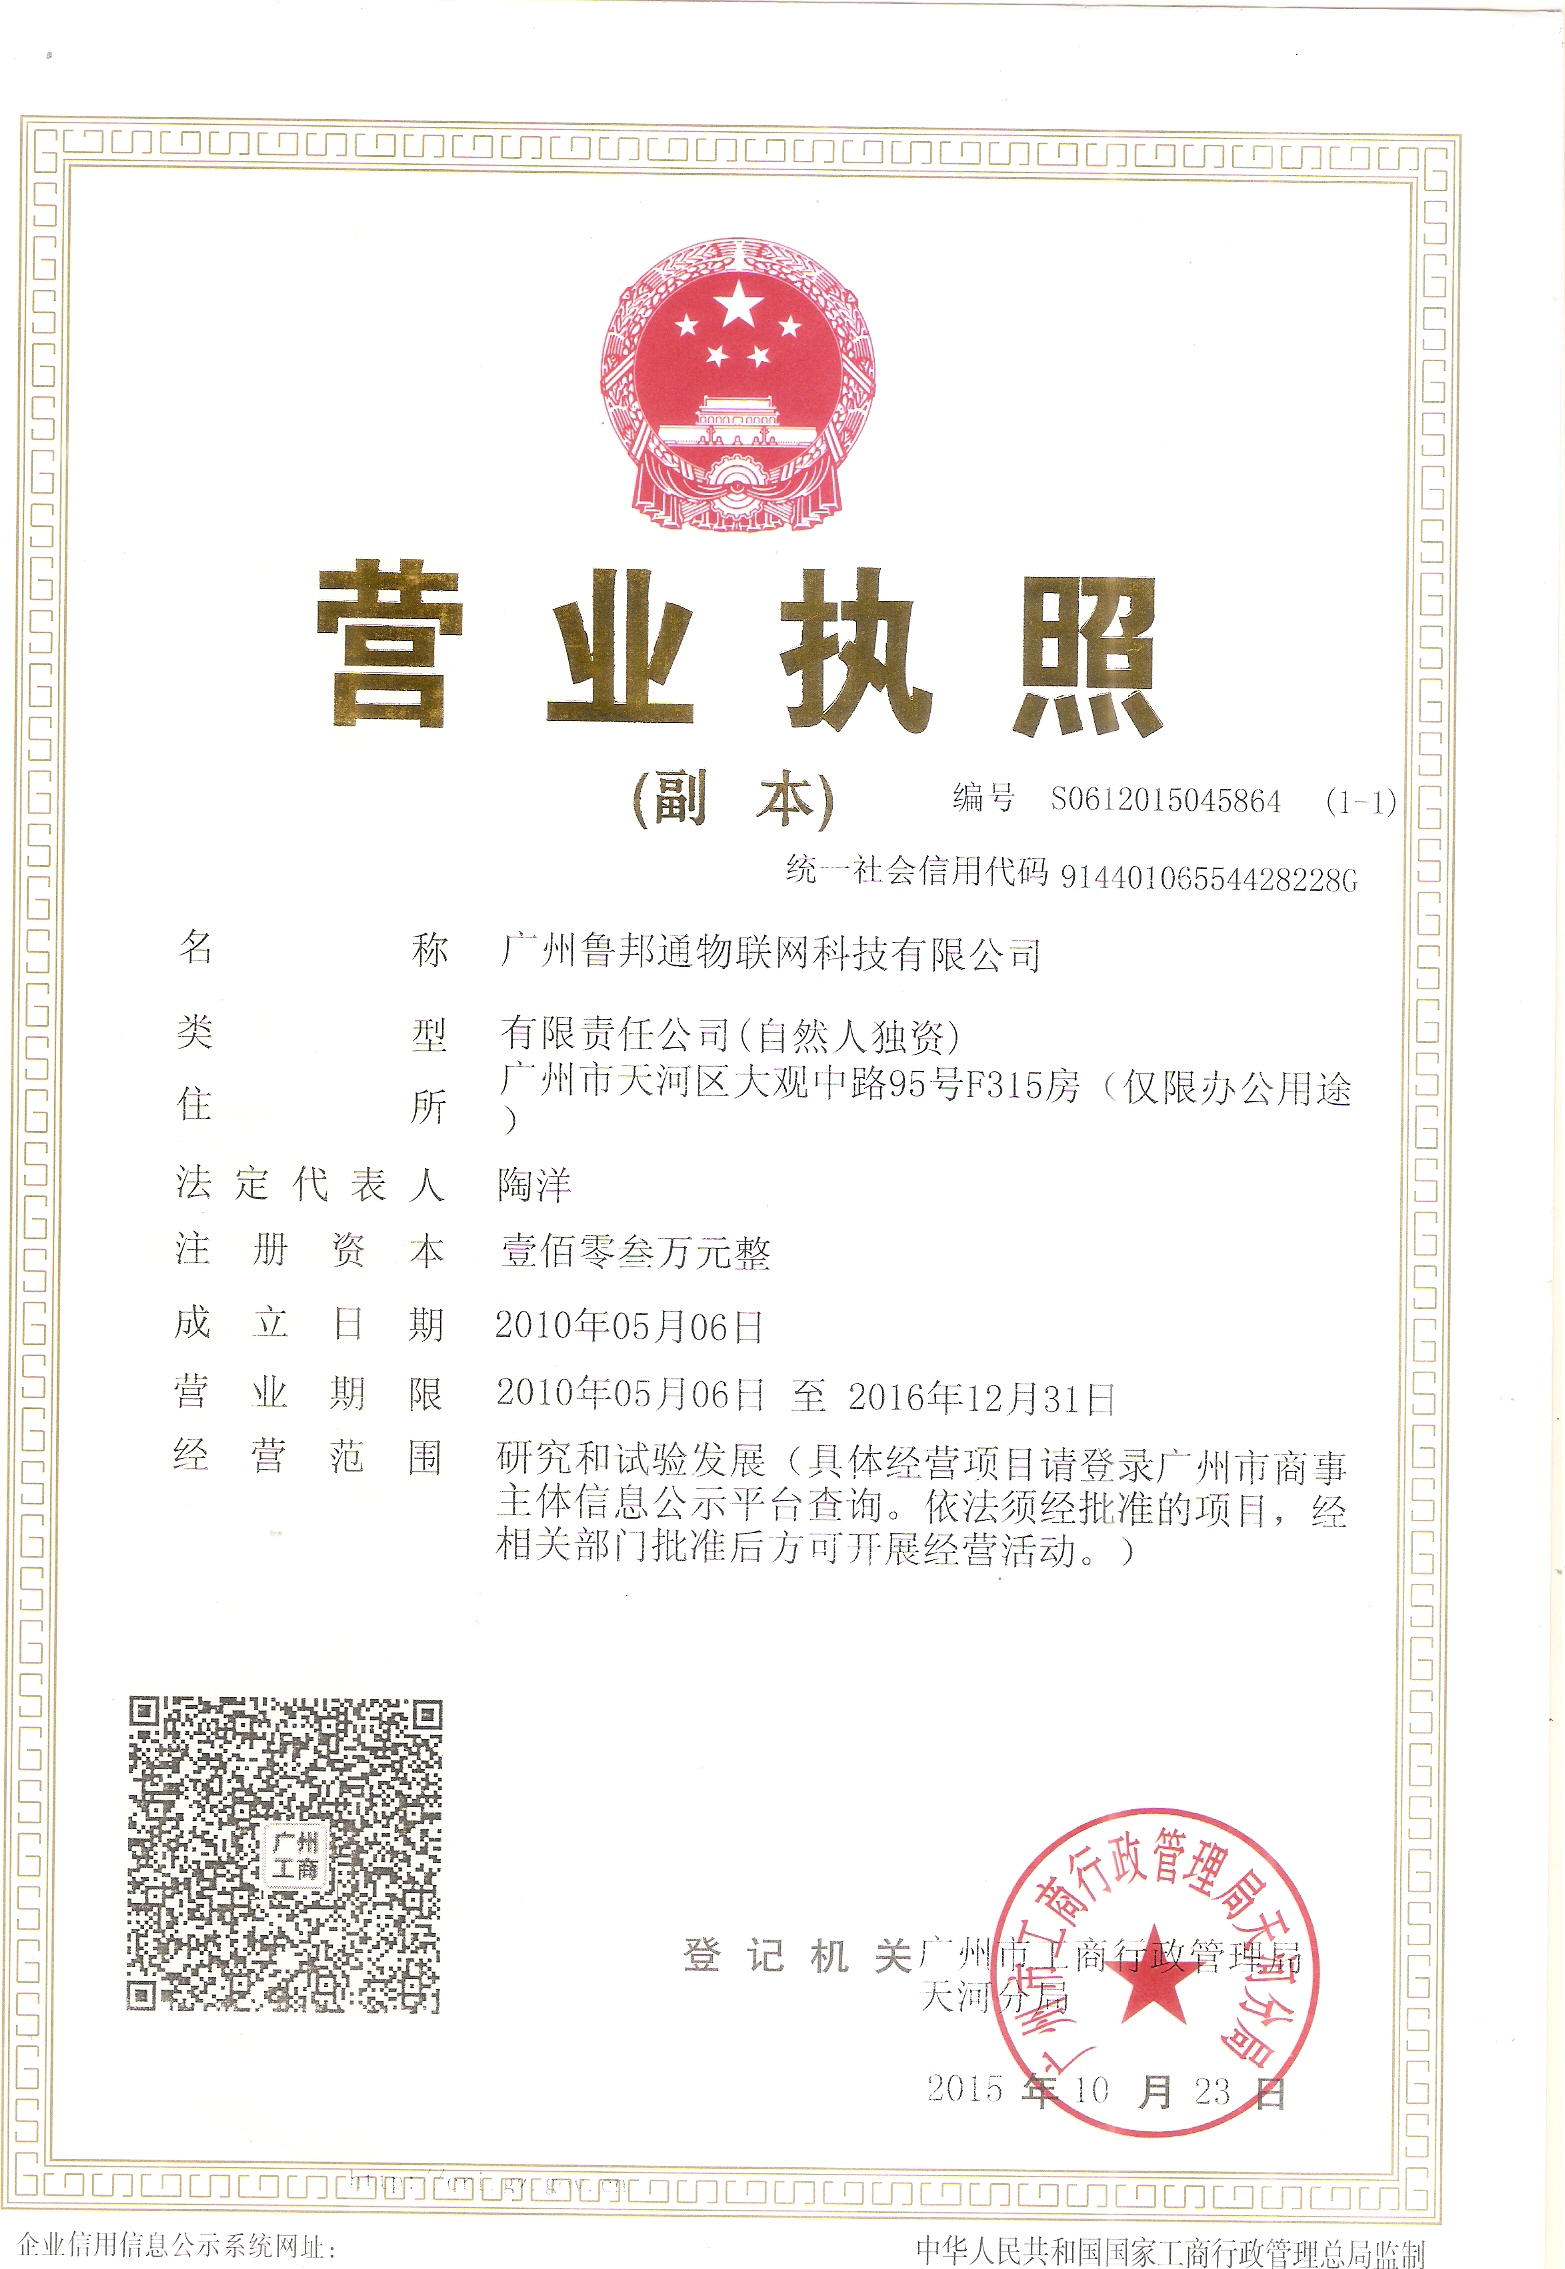 营业执照
(副 本)
编号 S0612015045864 (1-1)
统一社会信用代码 91440106554428228G
名 称 广州鲁邦通物联网科技有限公司
类 型 有限责任公司(自然人独资)
住 所 广州市天河区大观中路95号F315房（仅限办公用途
）
法定代表人 陶洋
注册资本 壹佰零叁万元整
成立日期 2010年05月06日
营业期限 2010年05月06日 至 2016年12月31日
经营范围 研究和试验发展（具体经营项目请登录广州市商事
主体信息公示平台查询。依法须经批准的项目，经
相关部门批准后方可开展经营活动。）
广州
工商
广州市工商行政管理局天河分局
登记机关 广州市工商行政管理局
天河分局
2015 年 10 月 23 日
企业信用信息公示系统网址:
中华人民共和国国家工商行政管理总局监制